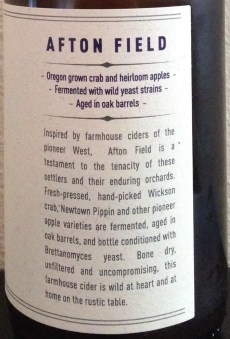 AFTON FIELD
- Oregon grown crab and heirloom apples -
- Fermented with wild yeast strains -
- Aged in oak barrels -
Inspired by farmhouse ciders of the
pioneer West, Afton Field is a
testament to the tenacity of these
settlers and their enduring orchards.
Fresh-pressed, hand-picked Wickson
crab, Newtown Pippin and other pioneer
apple varieties are fermented, aged in
oak barrels, and bottle conditioned with
Brettanomyces yeast. Bone dry,
unfiltered and uncompromising, this
farmhouse cider is wild at heart and at
home on the rustic table.